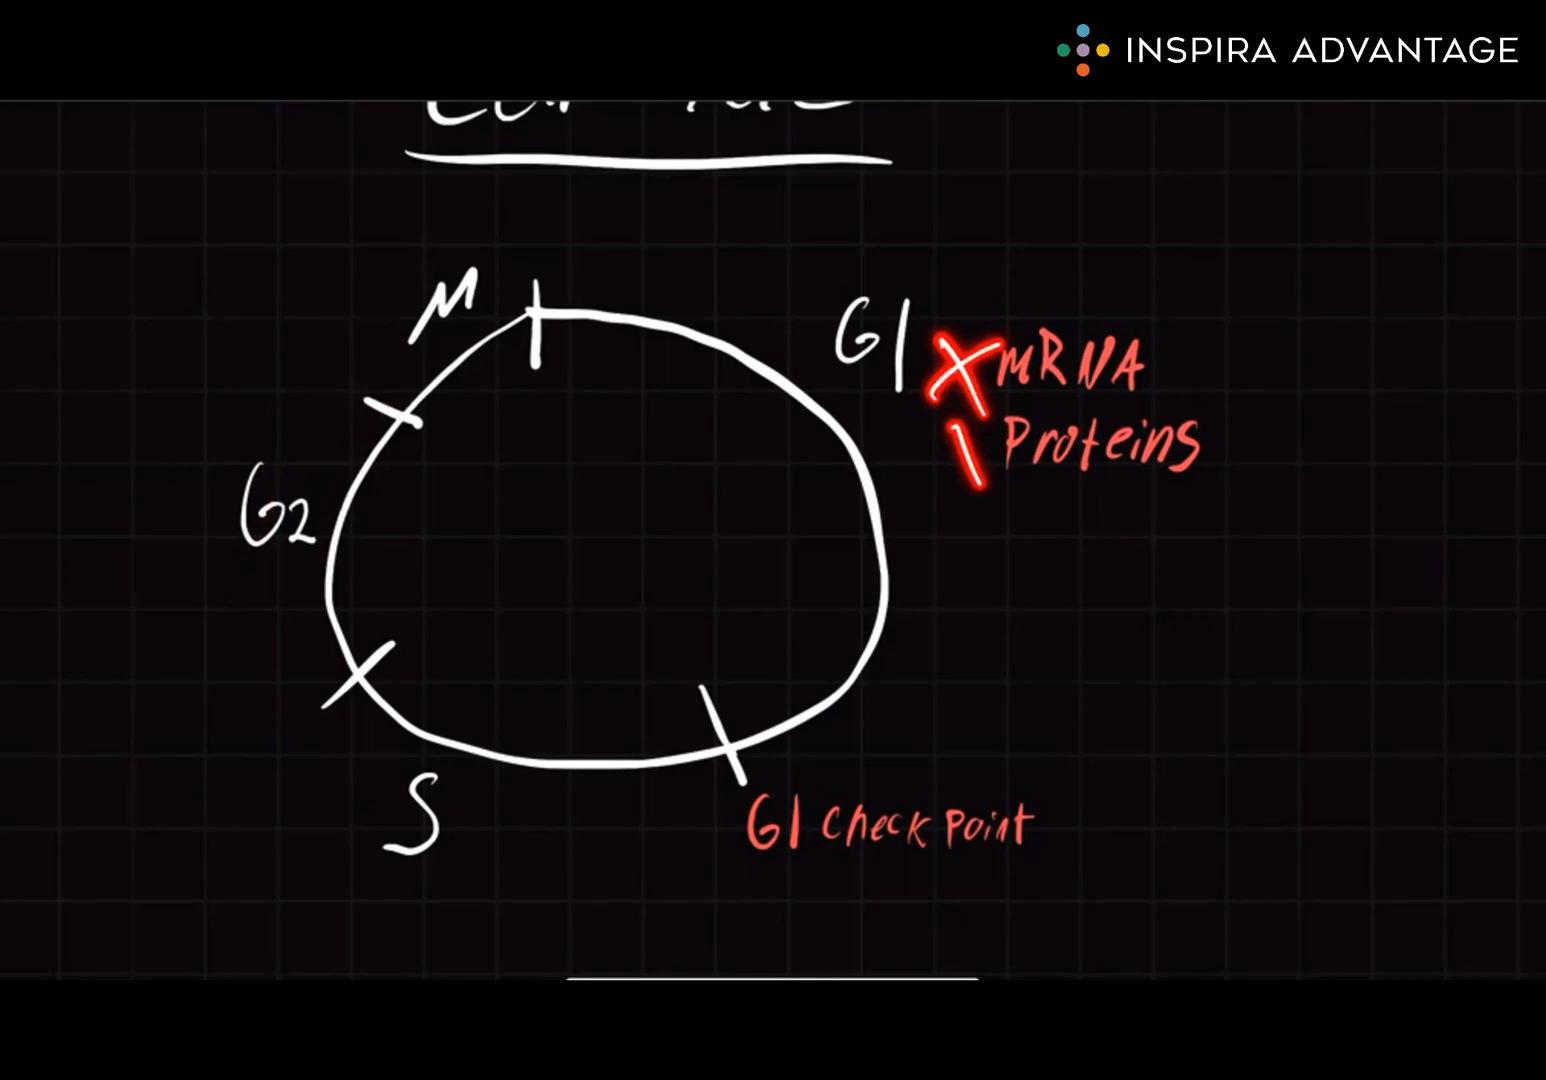 INSPIRA ADVANTAGE
M
G1
mRNA
Proteins
G2
S
G1 Check Point